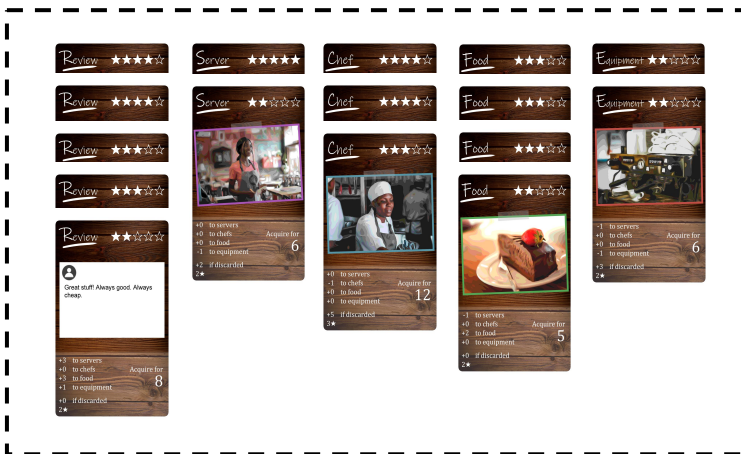 Review ★★★★☆
Review ★★★★☆
Review ★★★☆☆
Review ★★★☆☆
Review ★★☆☆☆
Great stuff! Always good. Always
cheap.
+3 to servers
+0 to chefs
+3 to food
+1 to equipment
Acquire for
8
+0 if discarded
2★
Server ★★★★★
Server ★★☆☆☆
+0 to servers
+0 to chefs
+0 to food
-1 to equipment
Acquire for
6
+2 if discarded
2★
Chef ★★★★☆
Chef ★★★★☆
Chef ★★★☆☆
+0 to servers
-1 to chefs
+0 to food
+0 to equipment
Acquire for
12
+5 if discarded
3★
Food ★★★☆☆
Food ★★★☆☆
Food ★★★☆☆
Food ★★☆☆☆
-1 to servers
+0 to chefs
+2 to food
+0 to equipment
Acquire for
5
+0 if discarded
2★
Equipment ★★☆☆☆
Equipment ★★☆☆☆
-1 to servers
+0 to chefs
+0 to food
-1 to equipment
Acquire for
6
+3 if discarded
2★